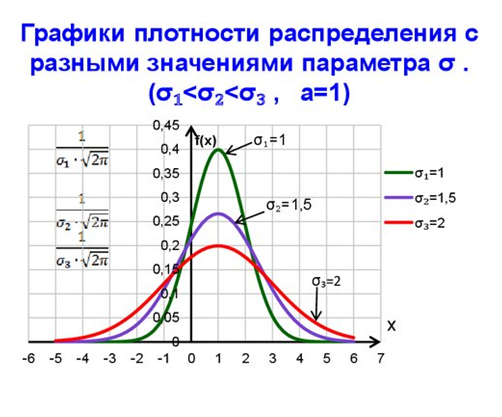 Графики плотности распределения с
разными значениями параметра σ .
(σ₁<σ₂<σ₃ , a=1)
0,45
f(x)
0,4
0,35
0,3
0,25
0,2
0,15
0,1
0,05
0
1
σ₁ · √2π
1
σ₂ · √2π
1
σ₃ · √2π
σ₁=1
σ₂=1,5
σ₃=2
σ₁=1
σ₂=1,5
σ₃=2
x
-6 -5 -4 -3 -2 -1 0 1 2 3 4 5 6 7